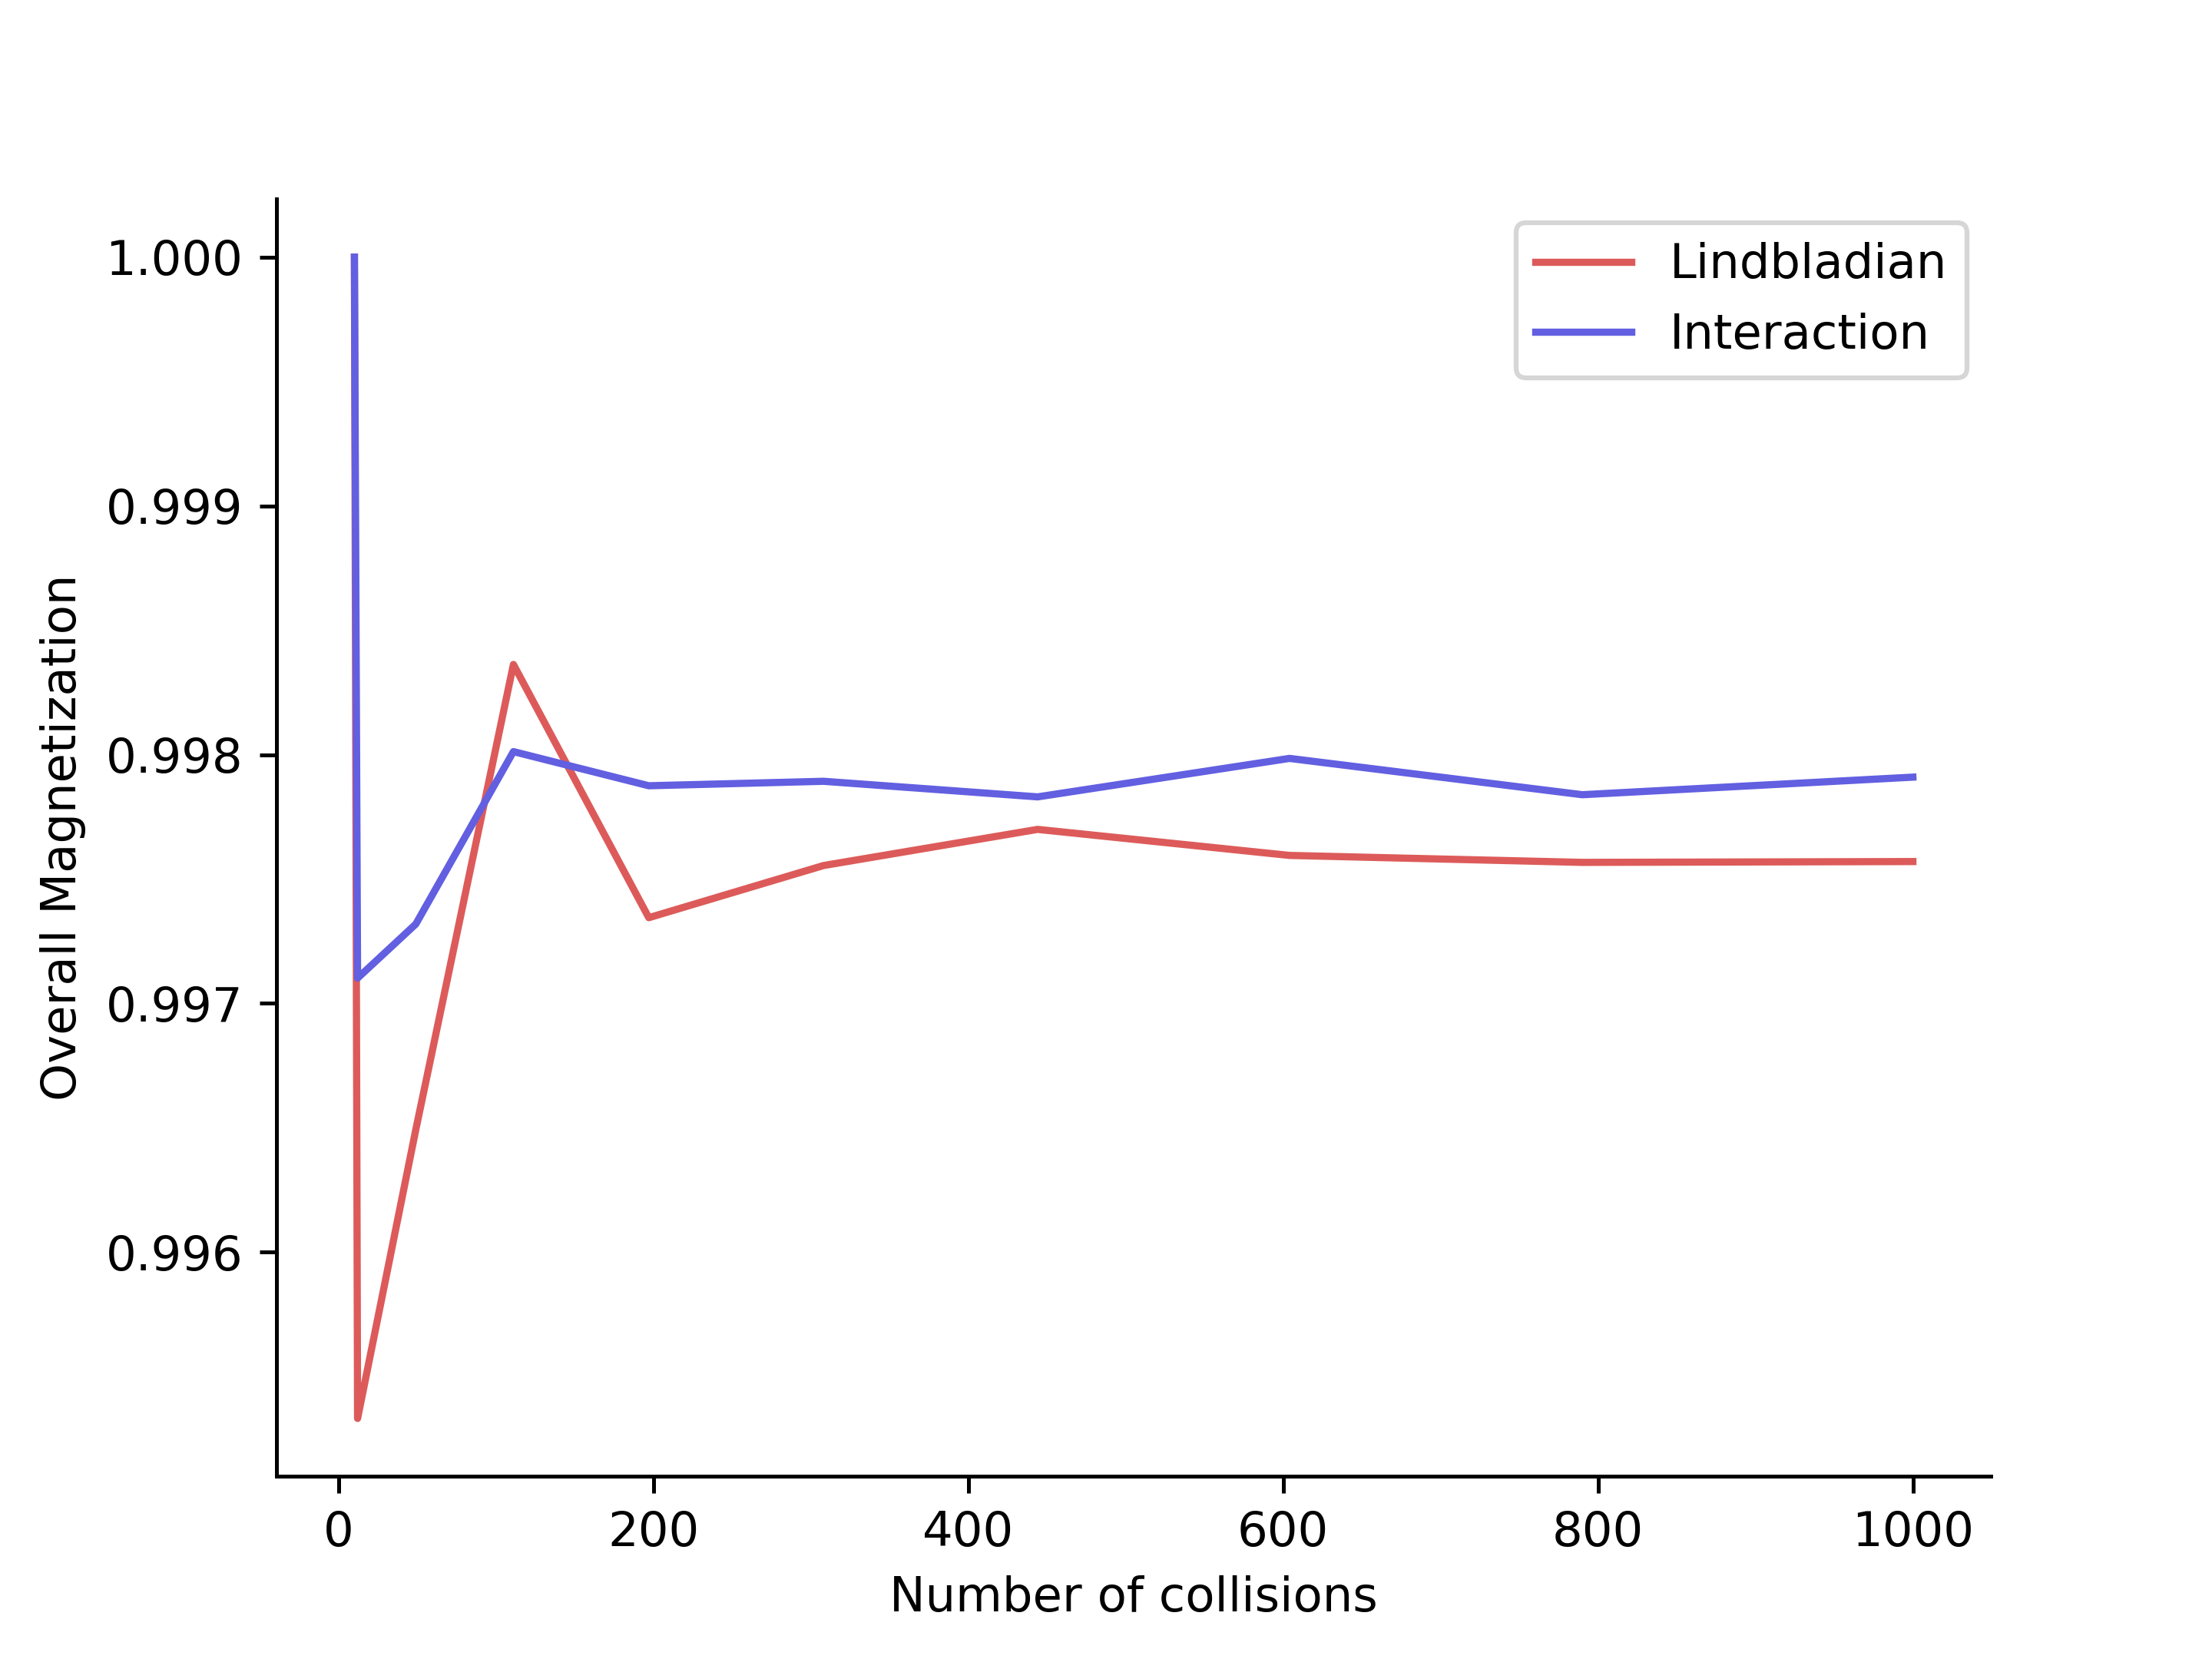 Lindbladian
Interaction
1.000
0.999
0.998
0.997
0.996
Overall Magnetization
0 200 400 600 800 1000
Number of collisions